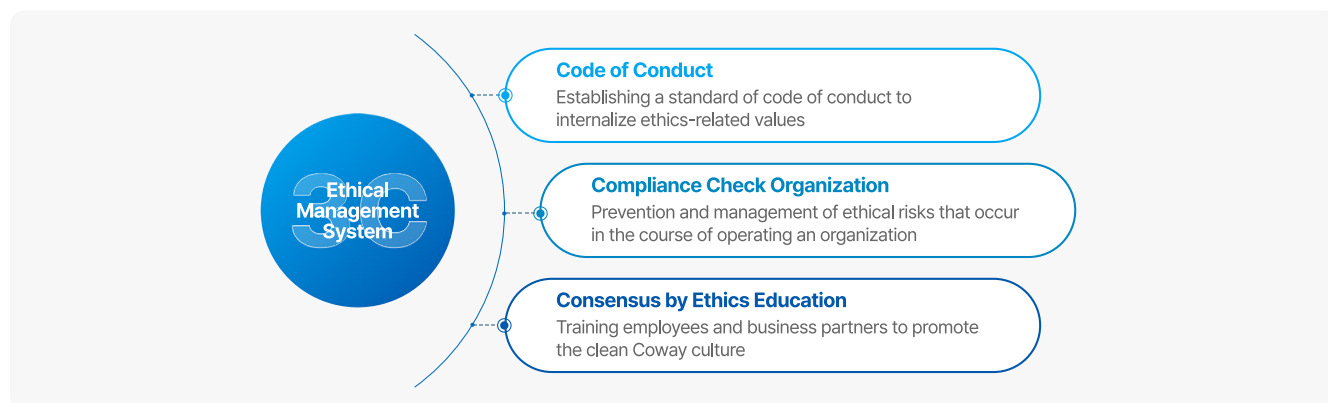 3C
Ethical
Management
System
Code of Conduct
Establishing a standard of code of conduct to
internalize ethics-related values
Compliance Check Organization
Prevention and management of ethical risks that occur
in the course of operating an organization
Consensus by Ethics Education
Training employees and business partners to promote
the clean Coway culture